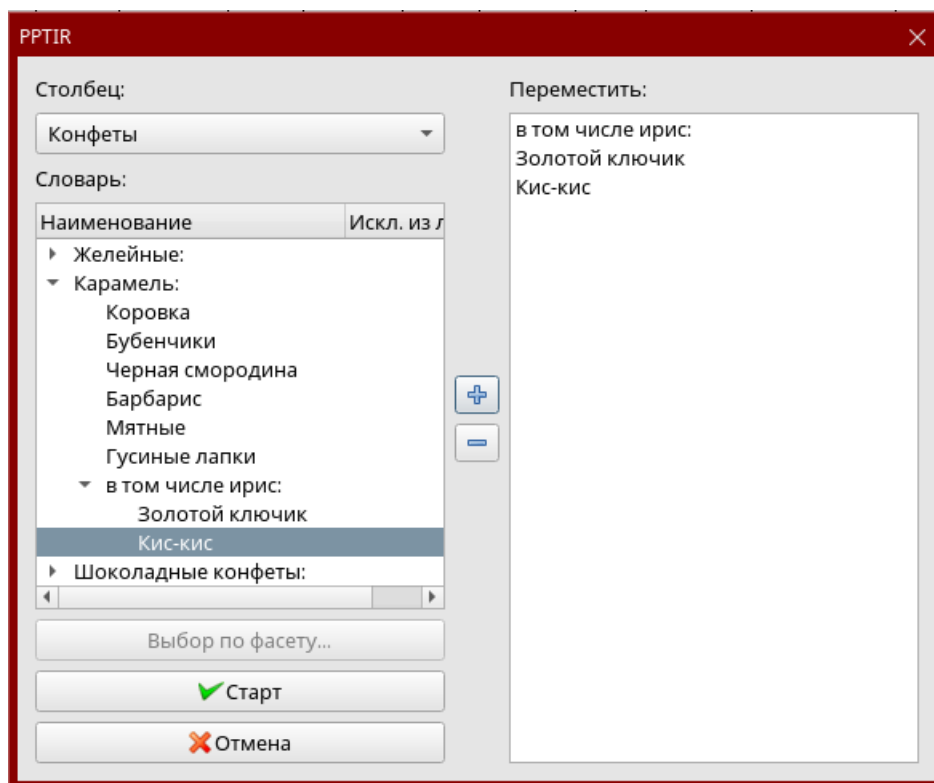 PPTIR
Столбец:
Конфеты
Словарь:
Наименование
Искл. из л
Желейные:
Карамель:
Коровка
Бубенчики
Черная смородина
Барбарис
Мятные
Гусиные лапки
в том числе ирис:
Золотой ключик
Кис-кис
Шоколадные конфеты:
Выбор по фасету...
Старт
Отмена
Переместить:
в том числе ирис:
Золотой ключик
Кис-кис